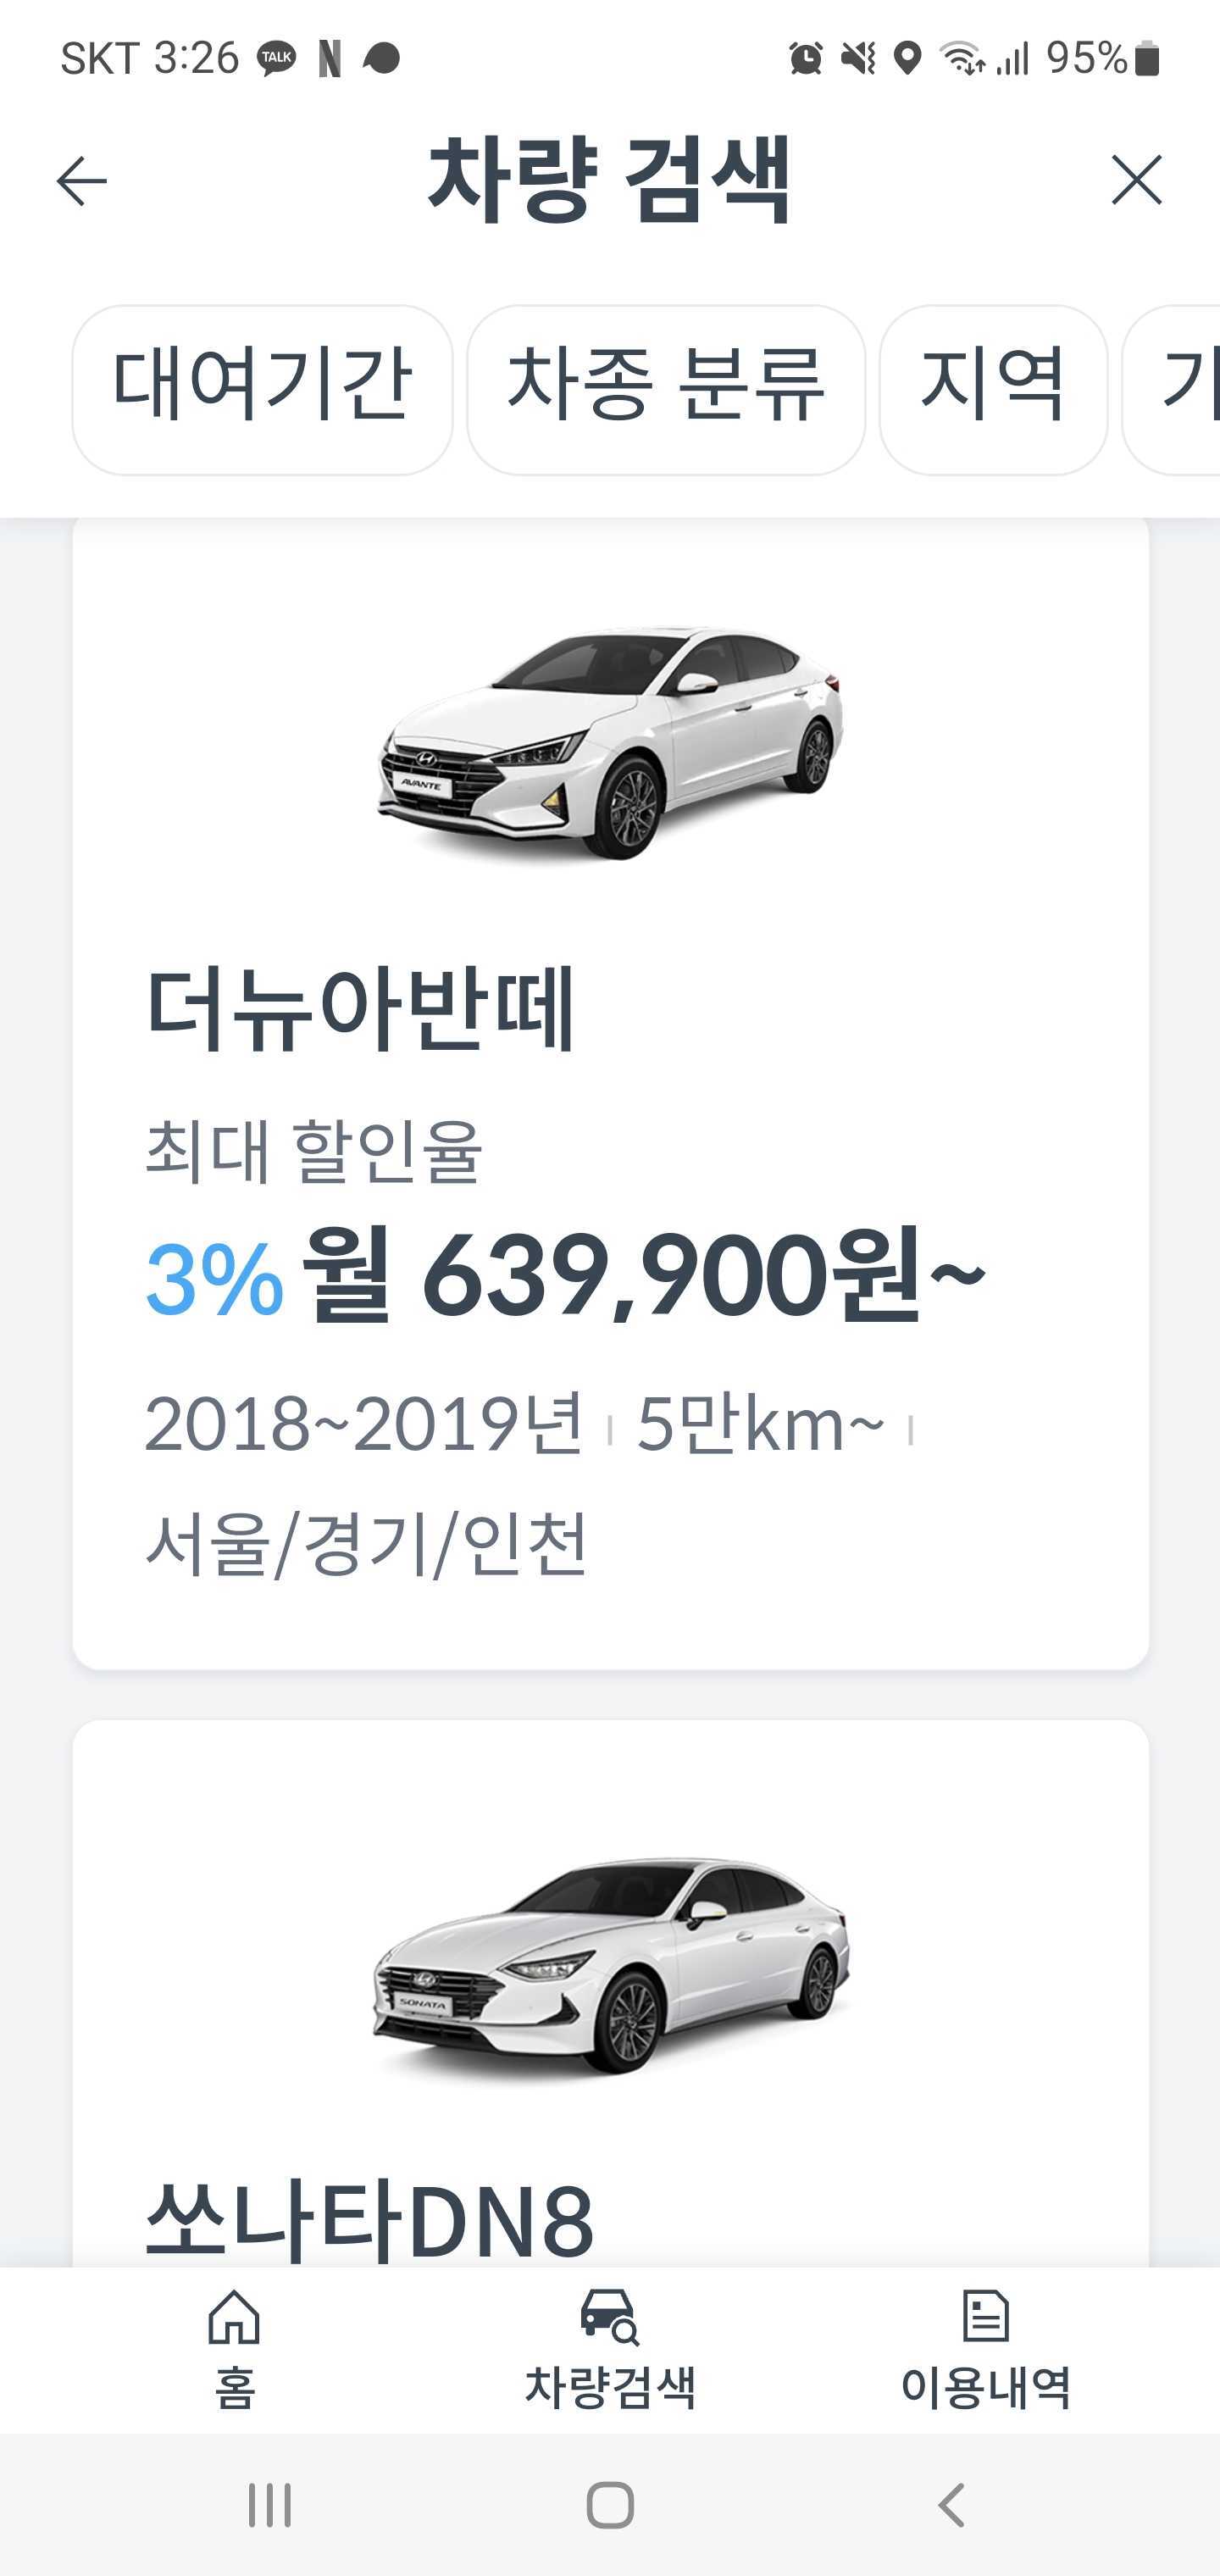 SKT 3:26 TALK N 95%
차량 검색
대여기간 차종 분류 지역
AVANTE
더뉴아반떼
최대 할인율
3% 월 639,900원~
2018~2019년 5만km~
서울/경기/인천
SONATA
쏘나타DN8
홈 차량검색 이용내역